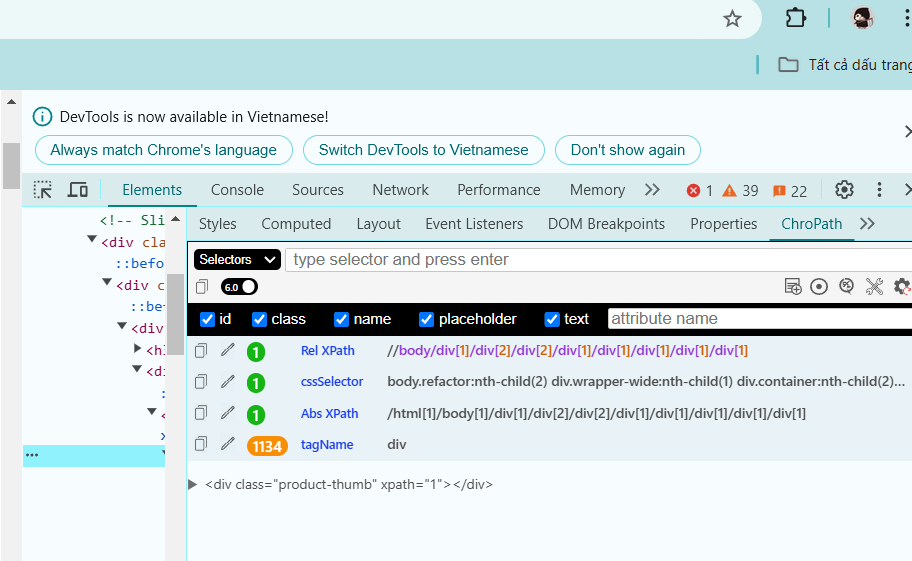 Tất cả dấu trang
DevTools is now available in Vietnamese!
Always match Chrome's language Switch DevTools to Vietnamese Don't show again
Elements Console Sources Network Performance Memory 1 39 22
Styles Computed Layout Event Listeners DOM Breakpoints Properties ChroPath
<!-- Sli
<div cla
::befo
<div c
::be
<div
<h
<di
:
<
x
Selectors type selector and press enter
6.0
id class name placeholder text attribute name
1 Rel XPath //body/div[1]/div[2]/div[2]/div[1]/div[1]/div[1]/div[1]/div[1]
1 cssSelector body.refactor:nth-child(2) div.wrapper-wide:nth-child(1) div.container:nth-child(2)...
1 Abs XPath /html[1]/body[1]/div[1]/div[2]/div[2]/div[1]/div[1]/div[1]/div[1]/div[1]
1134 tagName div
<div class="product-thumb" xpath="1"></div>